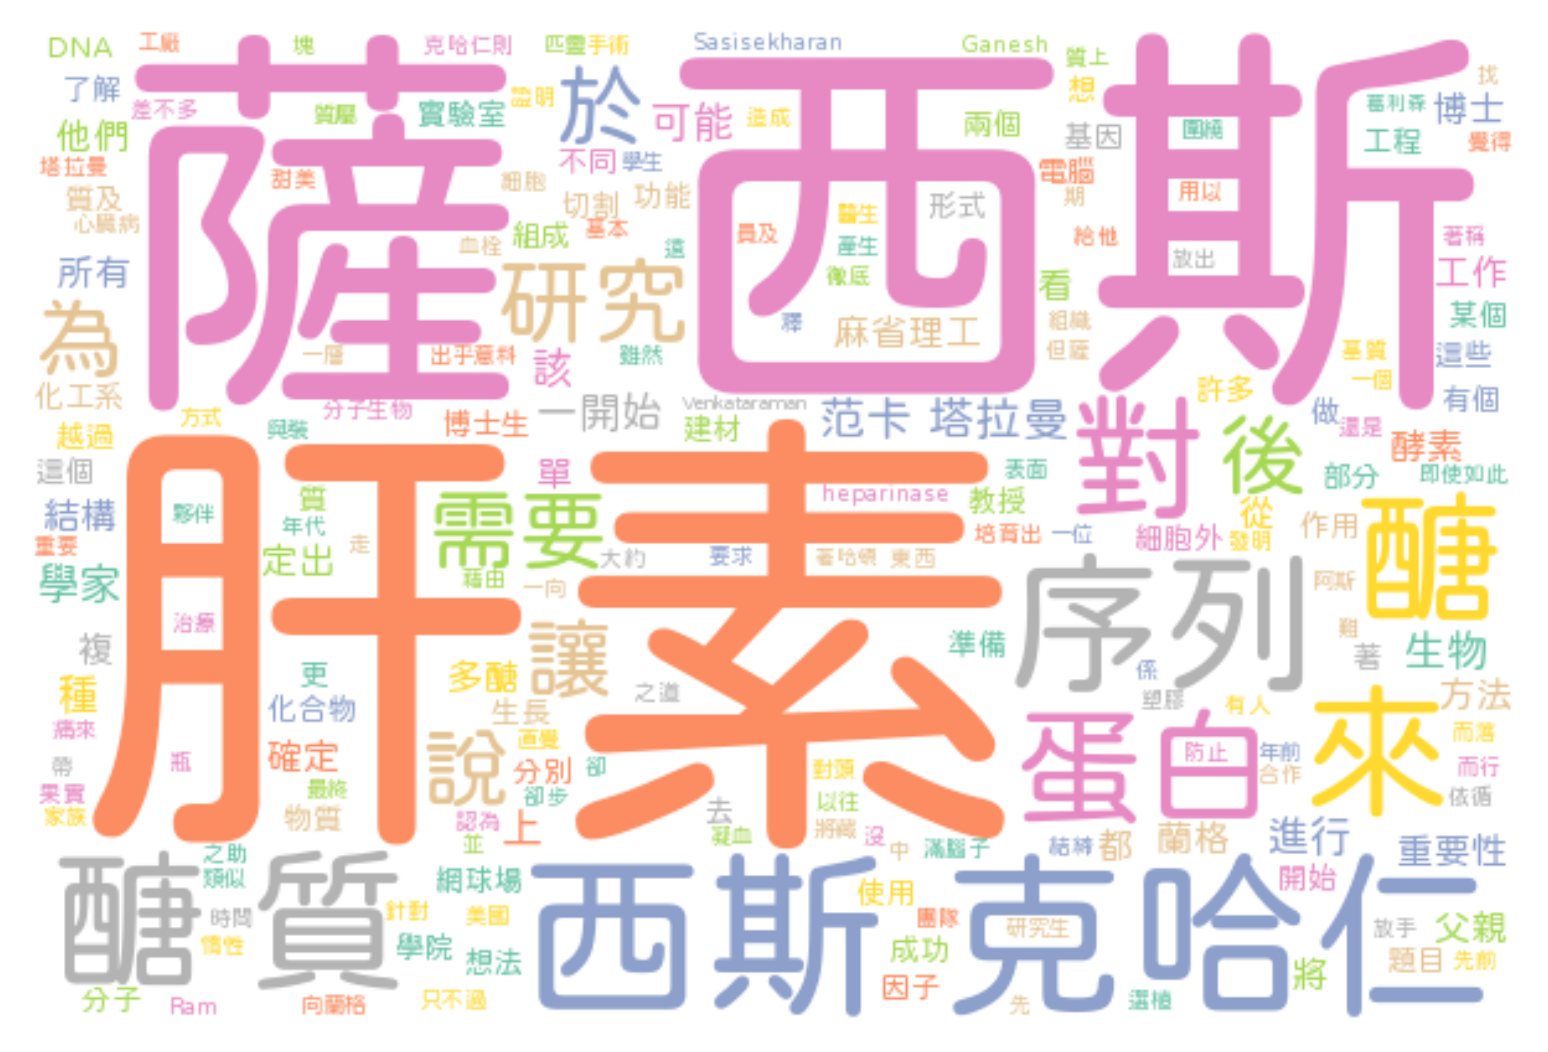 DNA 工廠 塊 克哈仁則 匹靈手術 Sasisekharan Ganesh 質上 找
了解 差不多 質屬 實驗室 證明 於 可能 造成 兩個 想 基因 圍繞 葛利森 博士
他們 薩 西 斯 工程 覺得
塔拉曼 甜美 不同 學生 細胞 電腦 用以
質及 心臟病 切割 功能 員及 醫生 形式 期
血栓 組成 基本 這 產生 給他 放出 著稱
所有 研究 徹底 看 工作
為 釋 麻省理工 組織 某個
一層 出乎意料 該 雖然 但薩 基質 這些
化工系 分子生物 一個 許多 有個
方式 博士生 一開始 Venkataraman 建材 范卡 塔拉曼 對 後 做 還是
越過 與裝 酵素
這個 肝素 單 表面 部分 即使如此
質 需要 heparinase 教授 從 醣
結構 夥伴 年代 培育出 一位 細胞外 發明 作用
重要 定出 走 大約 要求 著哈頓 東西
學家 藉由 一向 序列 阿斯
治療 讓 難
複 更 多醣 之道 準備 係 著 生物
種 化合物 生長 塑膠 有人 來 方法
痛來 說 直覺 蛋白 防止 年前 而落
帶 瓶 確定 分別 卻 對頭 合作 而行
果實 最終 卻步 以往 依循
家族 物質 認為 上 去 凝血 將藏 沒
並 中 滿腦子 結締 都 蘭格 進行 重要性
之助 類似 網球場 西斯克哈仁 使用 開始
醣質 時間 針對 美國 團隊 研究生 放手 父親
惰性 學院 想法 成功 題目 先前
分子 Ram 向蘭格 只不過 因子 先 還植 將